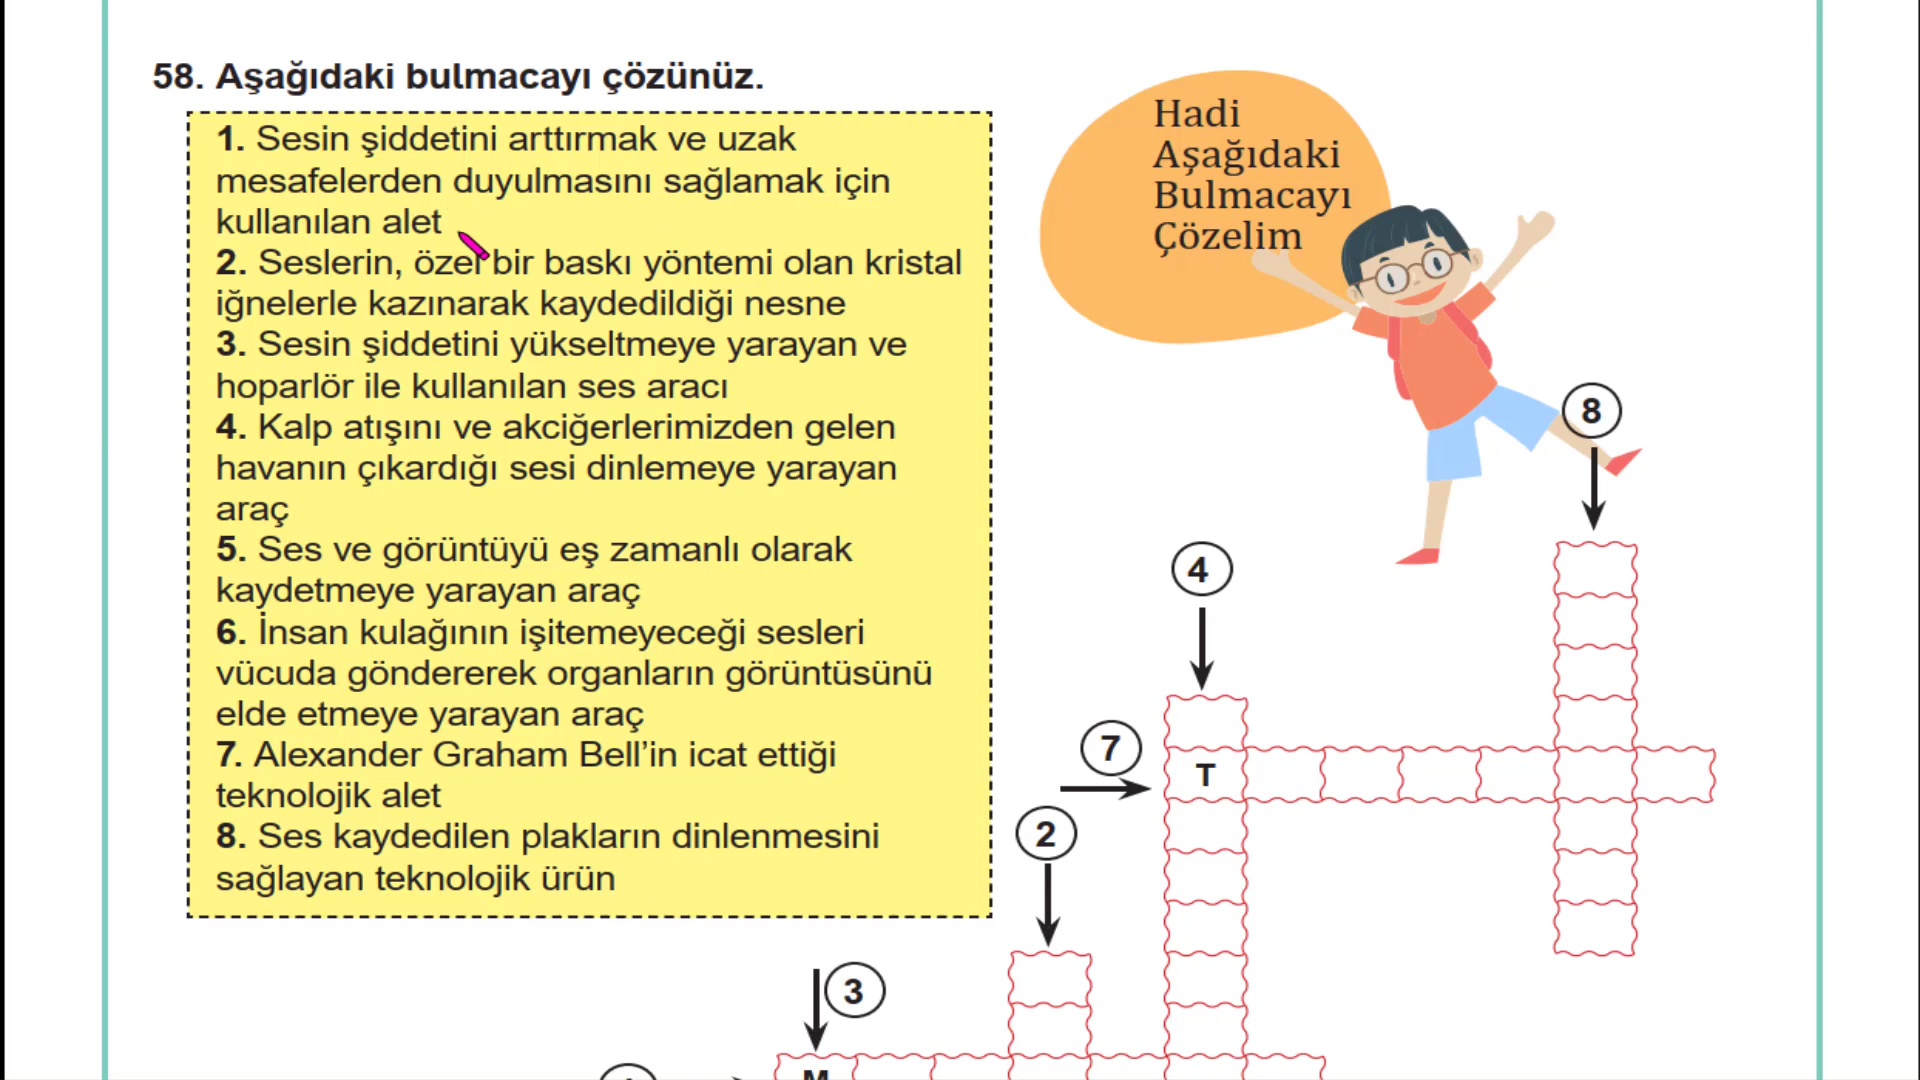 58. Aşağıdaki bulmacayı çözünüz.
1. Sesin şiddetini arttırmak ve uzak
mesafelerden duyulmasını sağlamak için
kullanılan alet
2. Seslerin, özel bir baskı yöntemi olan kristal
iğnelerle kazınarak kaydedildiği nesne
3. Sesin şiddetini yükseltmeye yarayan ve
hoparlör ile kullanılan ses aracı
4. Kalp atışını ve akciğerlerimizden gelen
havanın çıkardığı sesi dinlemeye yarayan
araç
5. Ses ve görüntüyü eş zamanlı olarak
kaydetmeye yarayan araç
6. İnsan kulağının işitemeyeceği sesleri
vücuda göndererek organların görüntüsünü
elde etmeye yarayan araç
7. Alexander Graham Bell’in icat ettiği
teknolojik alet
8. Ses kaydedilen plakların dinlenmesini
sağlayan teknolojik ürün
Hadi
Aşağıdaki
Bulmacayı
Çözelim
8
4
7
T
2
3
M